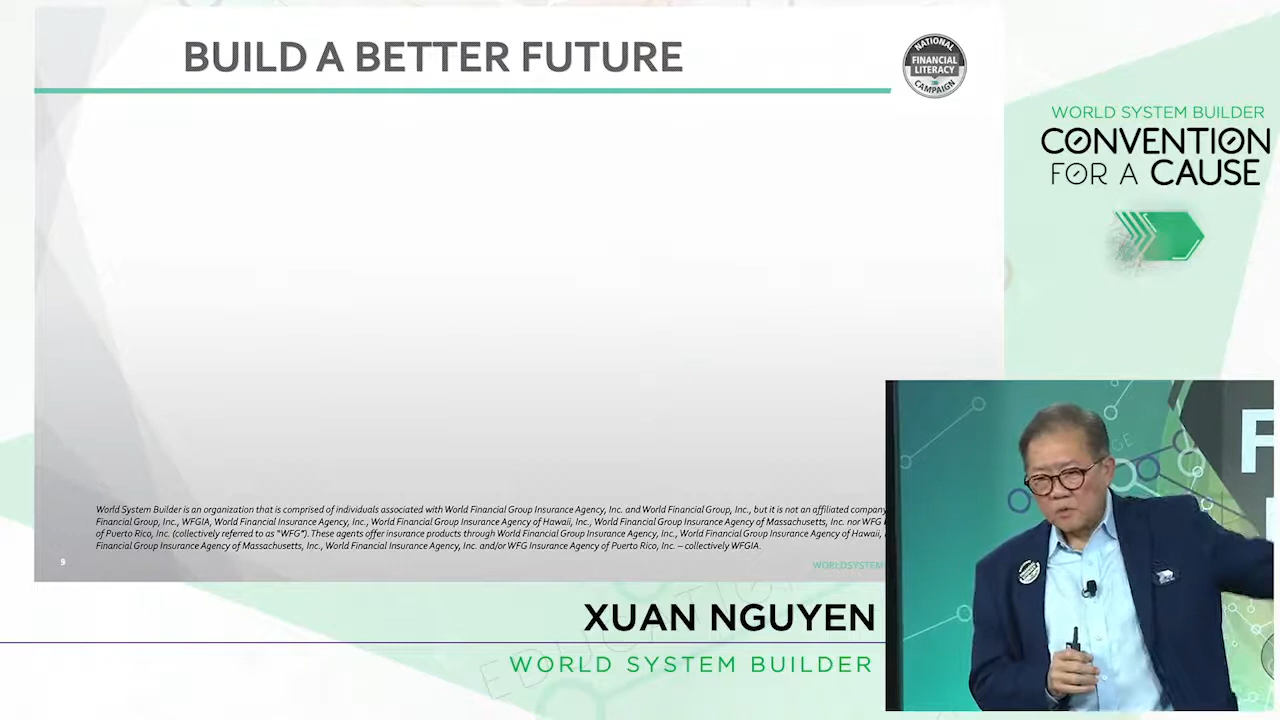 BUILD A BETTER FUTURE
NATIONAL
FINANCIAL
LITERACY
CAMPAIGN
WORLD SYSTEM BUILDER
CONVENTION
FOR A CAUSE
World System Builder is an organization that is comprised of individuals associated with World Financial Group Insurance Agency, Inc. and World Financial Group, Inc., but it is not an affiliated company
Financial Group, Inc., WFGIA, World Financial Insurance Agency, Inc., World Financial Group Insurance Agency of Hawaii, Inc., World Financial Group Insurance Agency of Massachusetts, Inc. nor WFG
of Puerto Rico, Inc. (collectively referred to as "WFG"). These agents offer insurance products through World Financial Group Insurance Agency, Inc., World Financial Group Insurance Agency of Hawaii,
Financial Group Insurance Agency of Massachusetts, Inc., World Financial Insurance Agency, Inc. and/or WFG Insurance Agency of Puerto Rico, Inc. – collectively WFGIA.
9
WORLDSYSTEM
XUAN NGUYEN
WORLD SYSTEM BUILDER
F